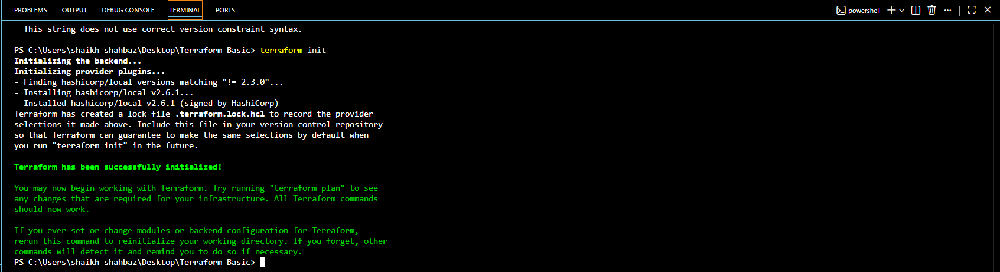 PROBLEMS OUTPUT DEBUG CONSOLE TERMINAL PORTS powershell
This string does not use correct version constraint syntax.
PS C:\Users\shaikh shahbaz\Desktop\Terraform-Basic> terraform init
Initializing the backend...
Initializing provider plugins...
- Finding hashicorp/local versions matching "!= 2.3.0"...
- Installing hashicorp/local v2.6.1...
- Installed hashicorp/local v2.6.1 (signed by HashiCorp)
Terraform has created a lock file .terraform.lock.hcl to record the provider
selections it made above. Include this file in your version control repository
so that Terraform can guarantee to make the same selections by default when
you run "terraform init" in the future.
Terraform has been successfully initialized!
You may now begin working with Terraform. Try running "terraform plan" to see
any changes that are required for your infrastructure. All Terraform commands
should now work.
If you ever set or change modules or backend configuration for Terraform,
rerun this command to reinitialize your working directory. If you forget, other
commands will detect it and remind you to do so if necessary.
PS C:\Users\shaikh shahbaz\Desktop\Terraform-Basic>